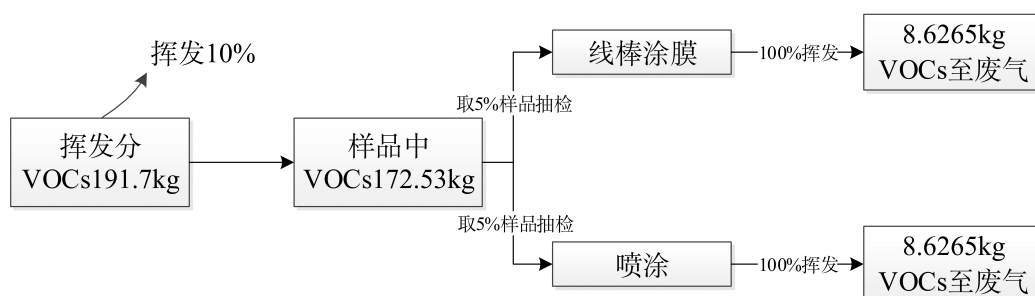 挥发10%
挥发分
VOCs191.7kg
样品中
VOCs172.53kg
取5%样品抽检
线棒涂膜
100%挥发
8.6265kg
VOCs至废气
取5%样品抽检
喷涂
100%挥发
8.6265kg
VOCs至废气